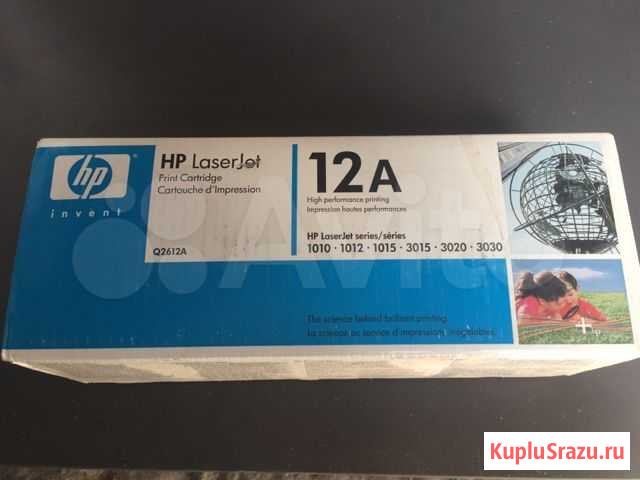 hp
invent
HP LaserJet
Print Cartridge
Cartouche d'Impression
Q2612A
12A
High performance printing
Impression hautes performances
HP LaserJet series/séries
1010 · 1012 · 1015 · 3015 · 3020 · 3030
The science behind brilliant printing.
La science au service d'impressions inégalables.
Avito
KupluSrazu.ru